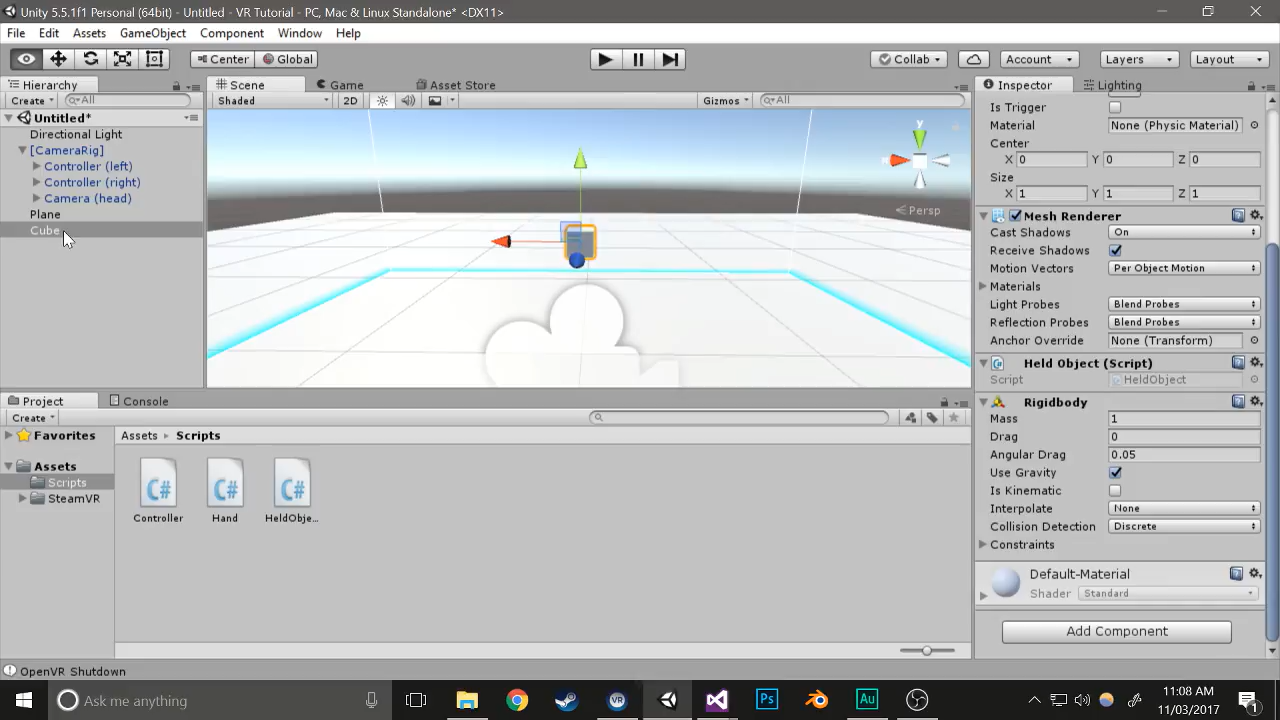 Unity 5.5.1f1 Personal (64bit) - Untitled - VR Tutorial - PC, Mac & Linux Standalone* <DX11>
File Edit Assets GameObject Component Window Help
Center Global Collab Account Layers Layout
Hierarchy
Create All
Untitled*
Directional Light
[CameraRig]
Controller (left)
Controller (right)
Camera (head)
Plane
Cube
Scene Game Asset Store
Shaded 2D Gizmos All
y
Persp
Inspector Lighting
Is Trigger
Material None (Physic Material)
Center
X 0 Y 0 Z 0
Size
X 1 Y 1 Z 1
Mesh Renderer
Cast Shadows On
Receive Shadows
Motion Vectors Per Object Motion
Materials
Light Probes Blend Probes
Reflection Probes Blend Probes
Anchor Override None (Transform)
Held Object (Script)
Script HeldObject
Rigidbody
Mass 1
Drag 0
Angular Drag 0.05
Use Gravity
Is Kinematic
Interpolate None
Collision Detection Discrete
Constraints
Default-Material
Shader Standard
Add Component
Project Console
Create
Favorites
Assets
Scripts
SteamVR
Assets Scripts
C# C# C#
Controller Hand HeldObje...
OpenVR Shutdown
Ask me anything
VR Ps Au
11:08 AM
11/03/2017
1